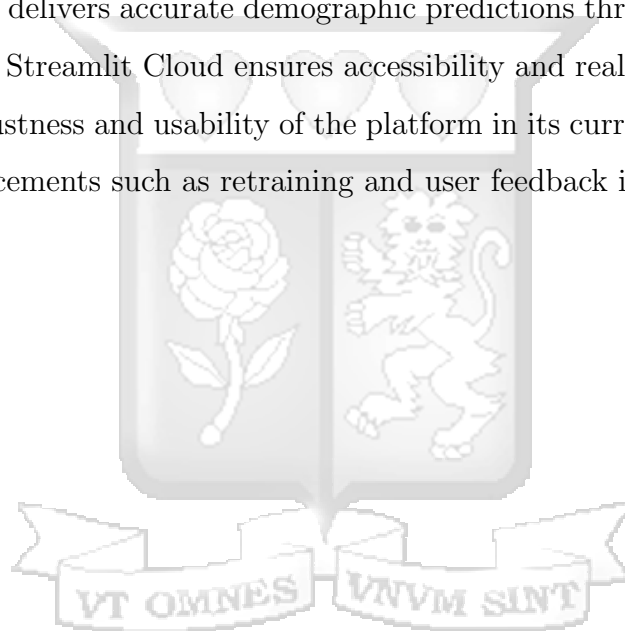 delivers accurate demographic predictions thr
Streamlit Cloud ensures accessibility and real
ustness and usability of the platform in its curr
cements such as retraining and user feedback i
VT OMNES VNVM SINT